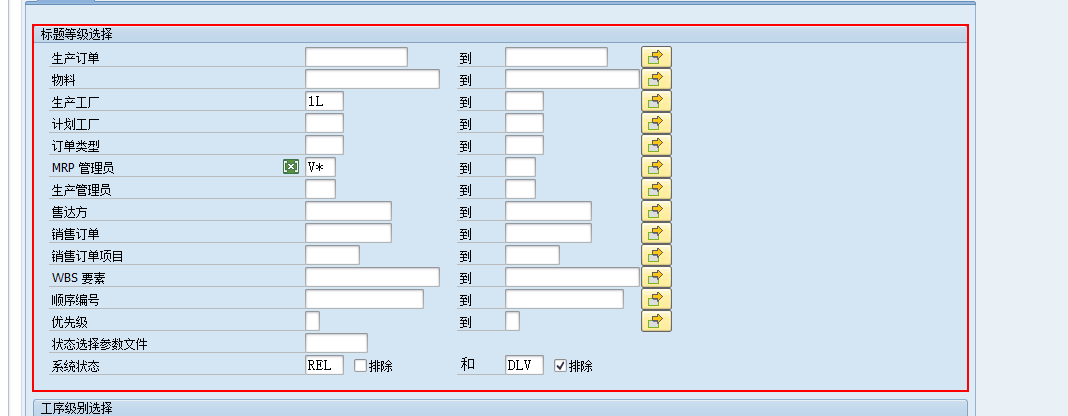 标题等级选择
生产订单 到
物料 到
生产工厂 1L 到
计划工厂 到
订单类型 到
MRP 管理员 V* 到
生产管理员 到
售达方 到
销售订单 到
销售订单项目 到
WBS 要素 到
顺序编号 到
优先级 到
状态选择参数文件
系统状态 REL 排除 和 DLV 排除
工序级别选择